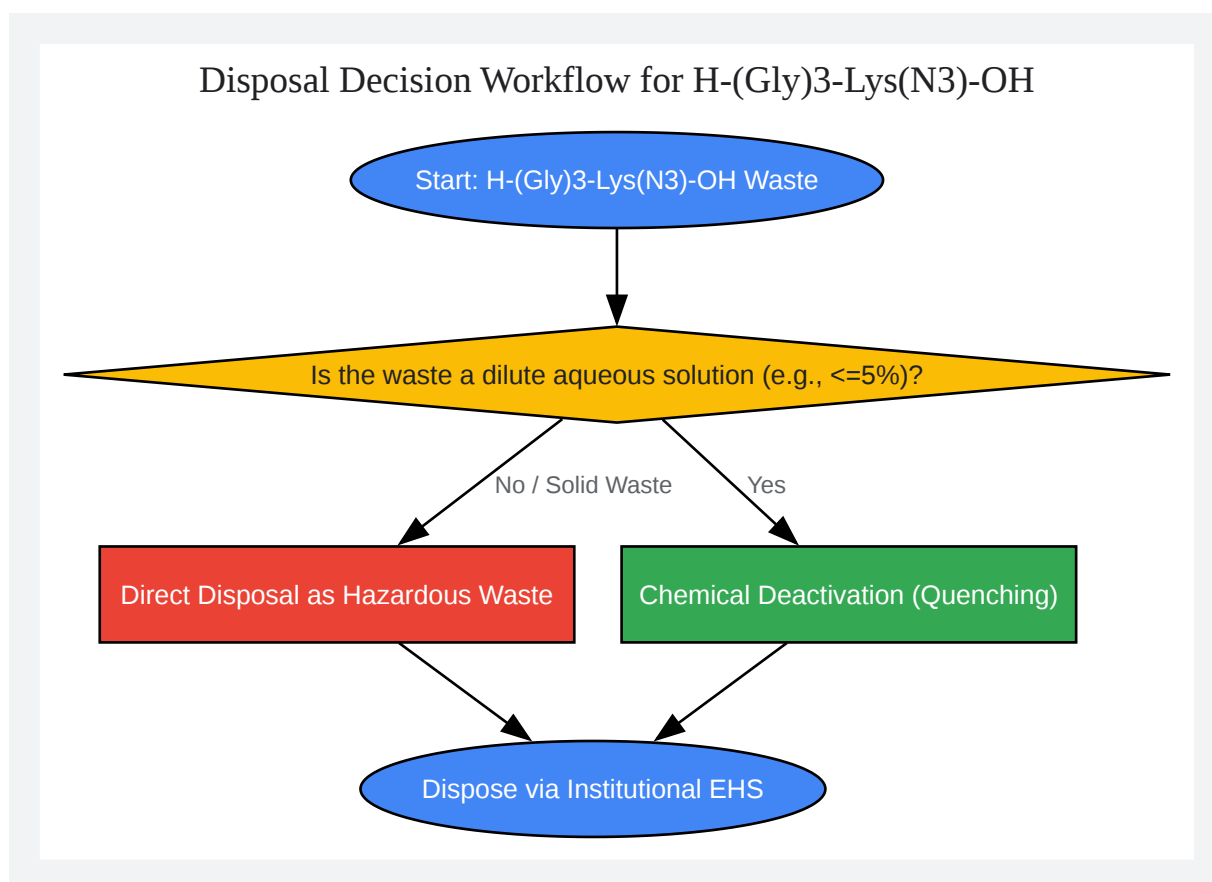 Disposal Decision Workflow for H-(Gly)3-Lys(N3)-OH
Start: H-(Gly)3-Lys(N3)-OH Waste
Is the waste a dilute aqueous solution (e.g., <=5%)?
No / Solid Waste
Yes
Direct Disposal as Hazardous Waste
Chemical Deactivation (Quenching)
Dispose via Institutional EHS